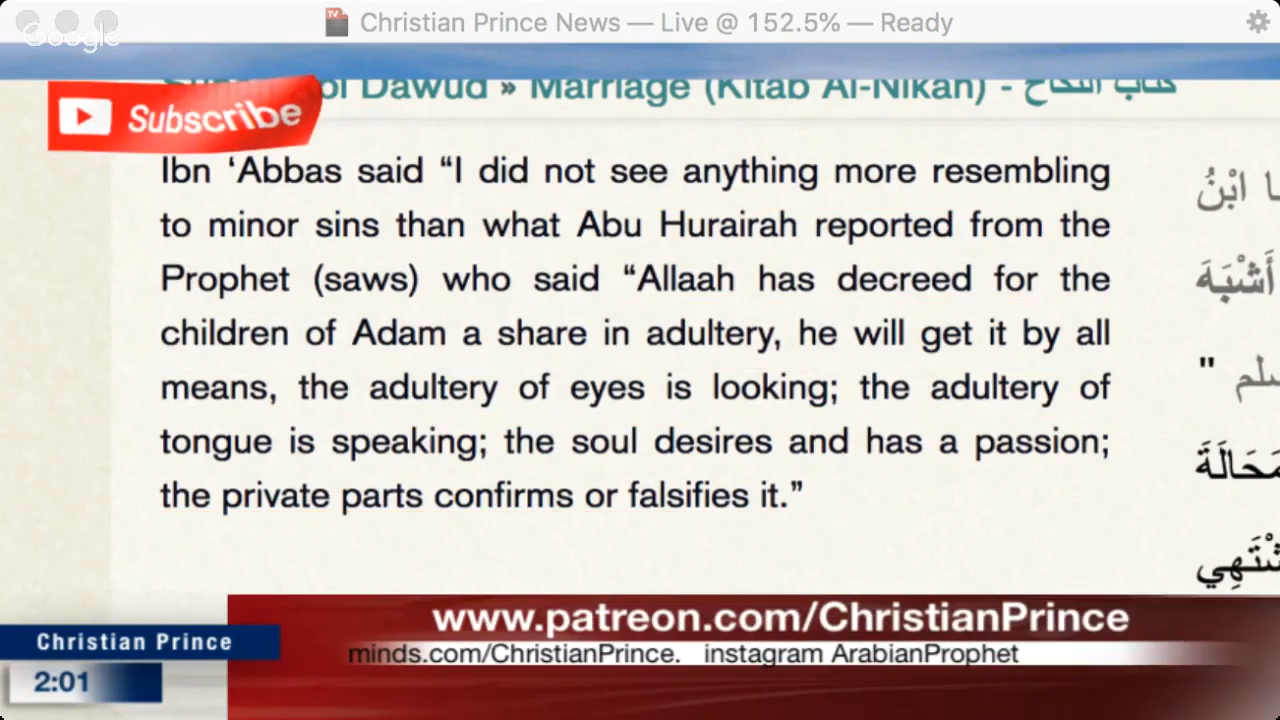 Christian Prince News — Live @ 152.5% — Ready
Google
Dawud » Marriage (Kitab Al-Nikah) - كتاب النكاح
Subscribe
Ibn ‘Abbas said “I did not see anything more resembling
to minor sins than what Abu Hurairah reported from the
Prophet (saws) who said “Allaah has decreed for the
children of Adam a share in adultery, he will get it by all
means, the adultery of eyes is looking; the adultery of
tongue is speaking; the soul desires and has a passion;
the private parts confirms or falsifies it.”
ابْنُ
أَشْبَهَ
"
www.patreon.com/ChristianPrince
Christian Prince
minds.com/ChristianPrince. instagram ArabianProphet
2:01